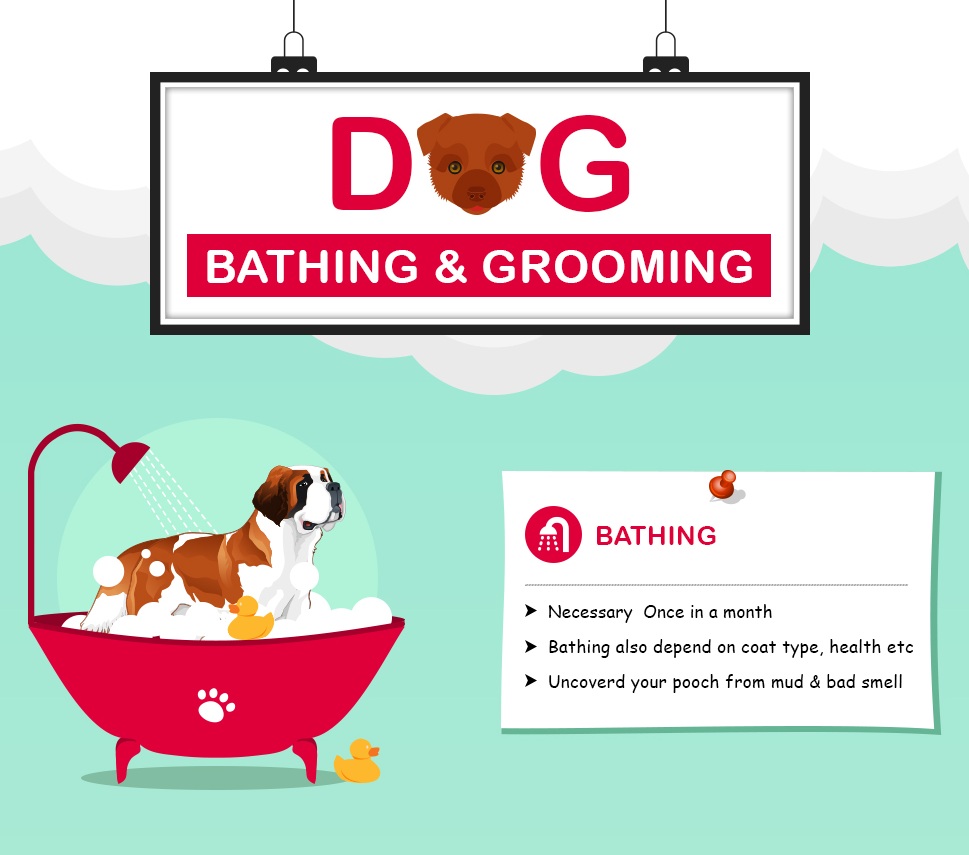 DOG
BATHING & GROOMING
BATHING
Necessary  Once in a month
Bathing also depend on coat type, health etc
Uncoverd your pooch from mud & bad smell